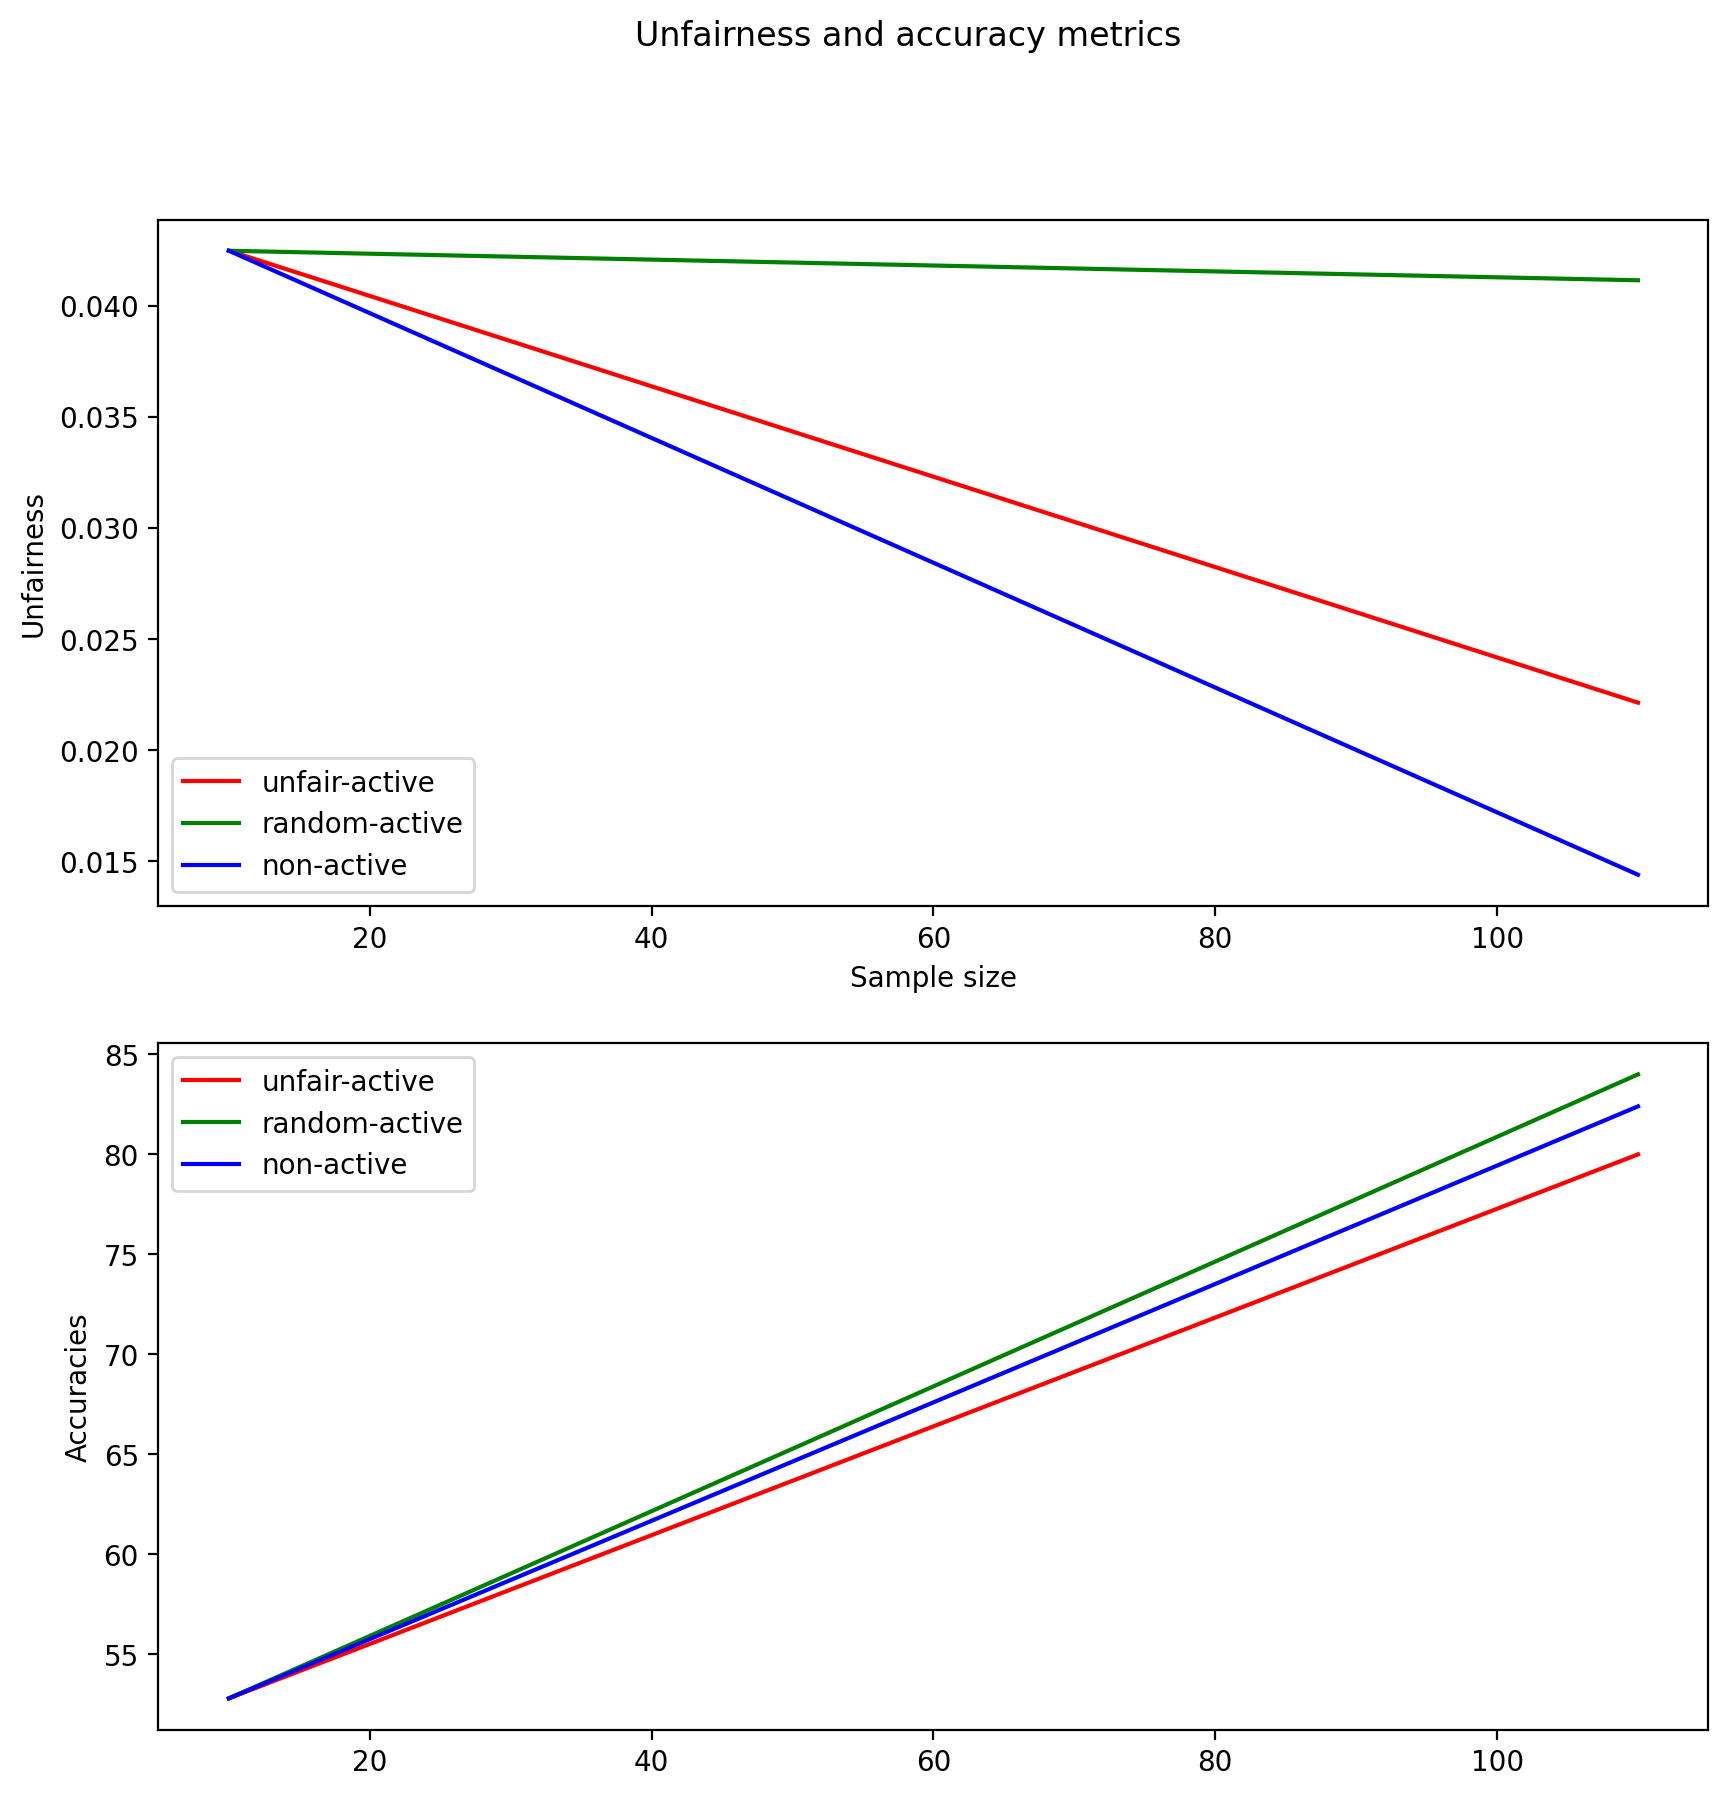 Unfairness and accuracy metrics
0.040
0.035
0.030
0.025
0.020
0.015
Unfairness
unfair-active
random-active
non-active
20 40 60 80 100
Sample size
85
80
75
70
65
60
55
Accuracies
unfair-active
random-active
non-active
20 40 60 80 100